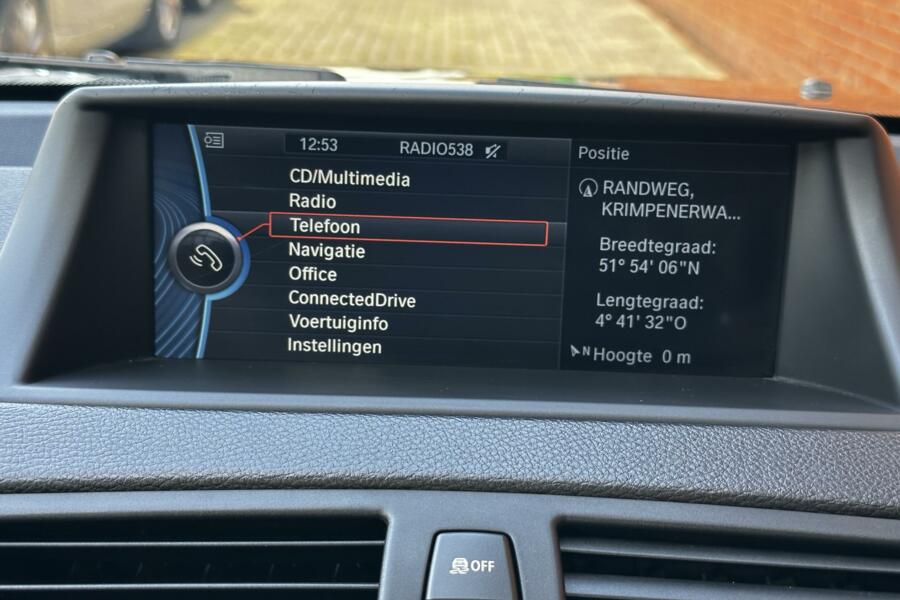 12:53 RADIO538
CD/Multimedia
Radio
Telefoon
Navigatie
Office
ConnectedDrive
Voertuiginfo
Instellingen
Positie
RANDWEG,
KRIMPENERWA...
Breedtegraad:
51° 54' 06"N
Lengtegraad:
4° 41' 32"O
N Hoogte 0 m
OFF